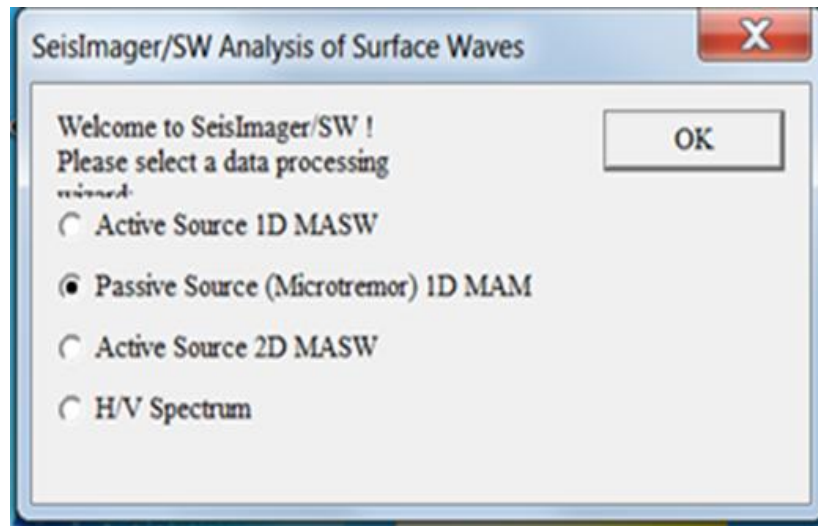 SeisImager/SW Analysis of Surface Waves
Welcome to SeisImager/SW !
Please select a data processing
wizard:
OK
Active Source 1D MASW
Passive Source (Microtremor) 1D MAM
Active Source 2D MASW
H/V Spectrum